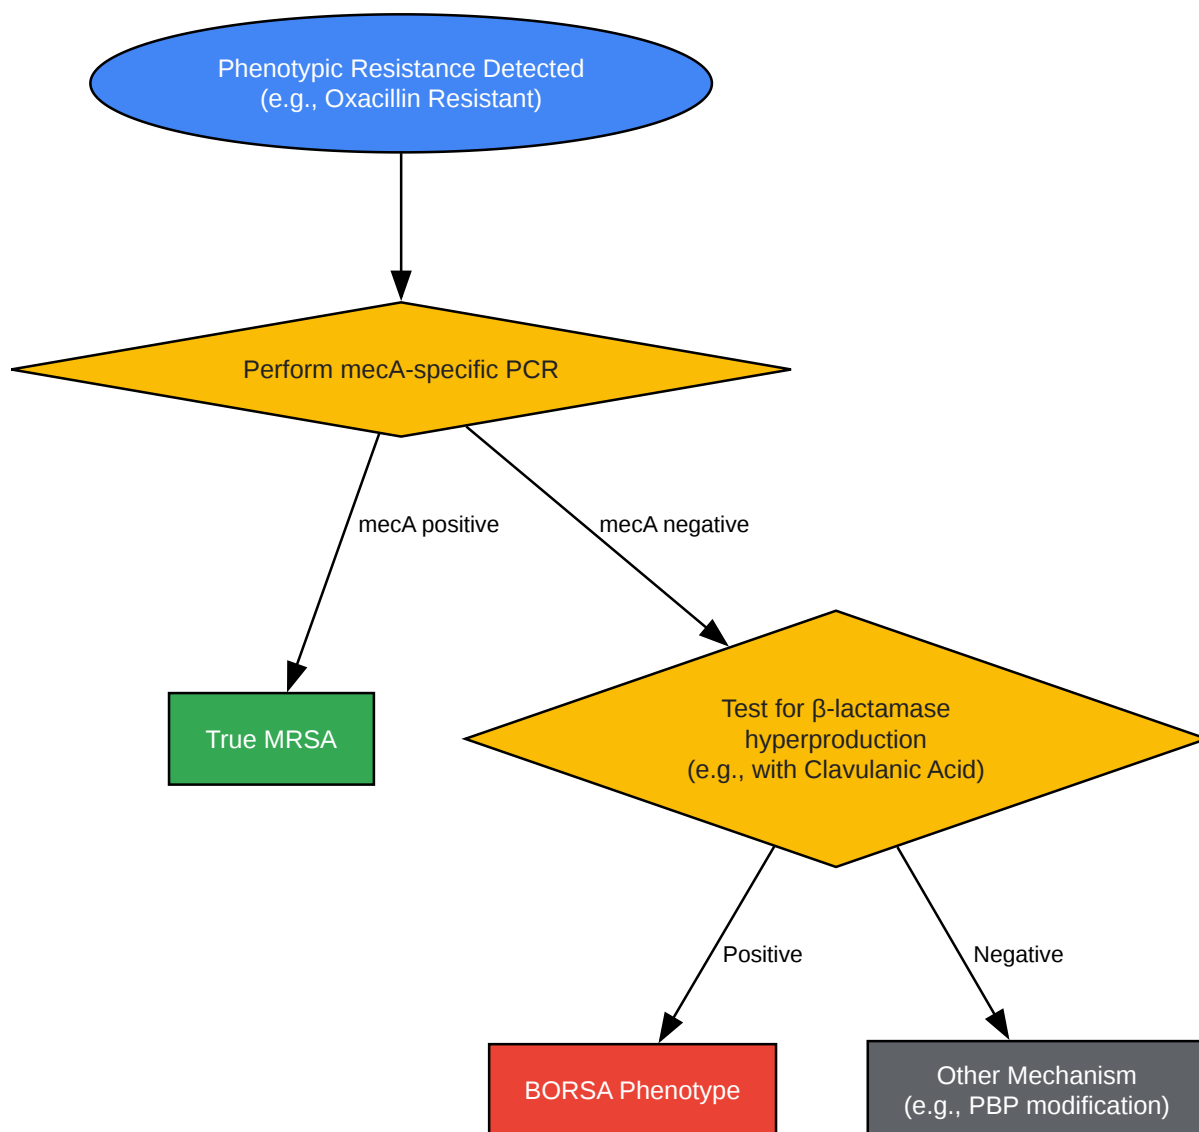 Phenotypic Resistance Detected
(e.g., Oxacillin Resistant)
Perform mecA-specific PCR
mecA positive
mecA negative
True MRSA
Test for β-lactamase
hyperproduction
(e.g., with Clavulanic Acid)
Positive
Negative
BORSA Phenotype
Other Mechanism
(e.g., PBP modification)